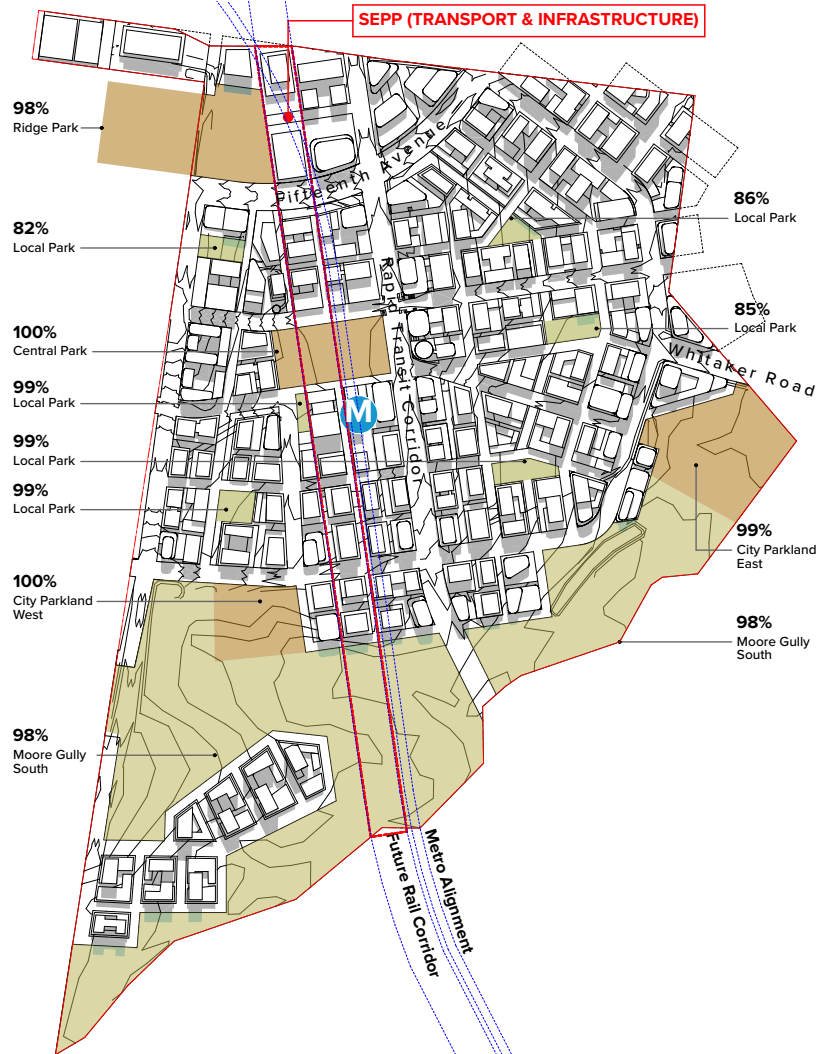 SEPP (TRANSPORT & INFRASTRUCTURE)
98%
Ridge Park
Fifteenth Avenue
82%
Local Park
86%
Local Park
Rapid Transit Corridor
85%
Local Park
100%
Central Park
Whitaker Road
99%
Local Park
M
99%
Local Park
99%
Local Park
99%
City Parkland
East
100%
City Parkland
West
98%
Moore Gully
South
98%
Moore Gully
South
Metro Alignment
Future Rail Corridor